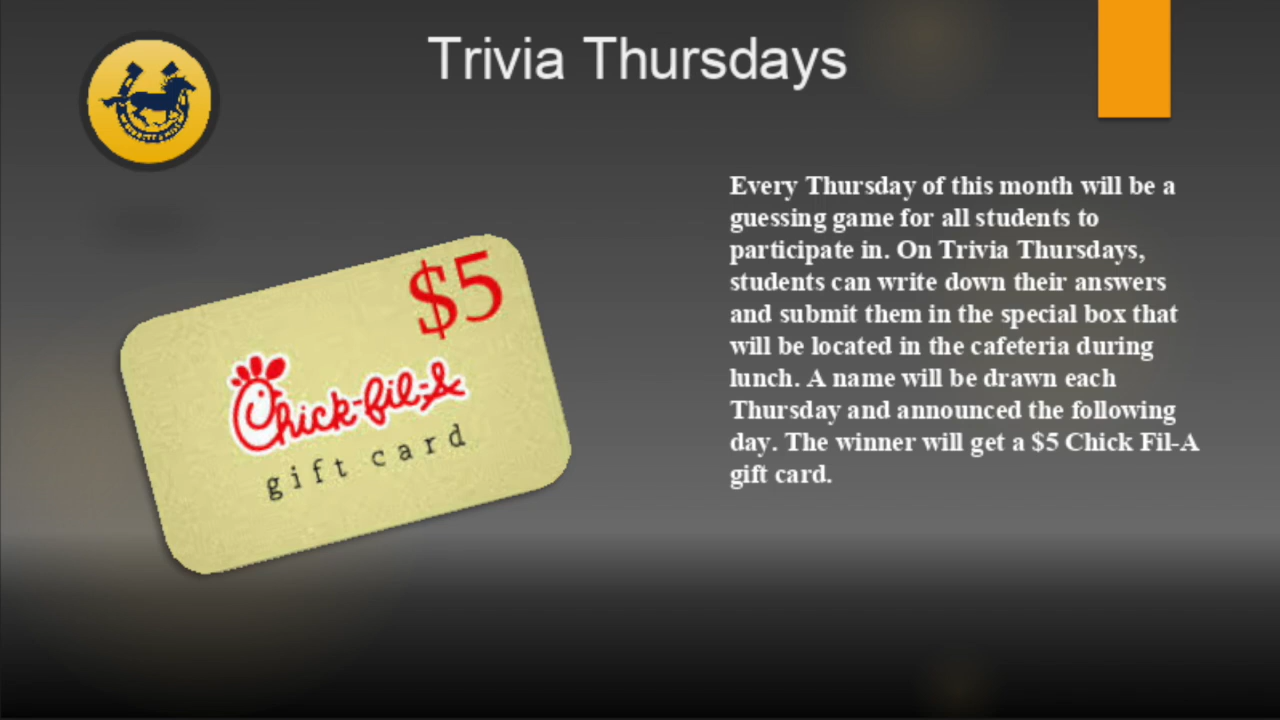 Trivia Thursdays
Every Thursday of this month will be a
guessing game for all students to
participate in. On Trivia Thursdays,
students can write down their answers
and submit them in the special box that
will be located in the cafeteria during
lunch. A name will be drawn each
Thursday and announced the following
day. The winner will get a $5 Chick Fil-A
gift card.
$5
Chick-fil-A
gift card